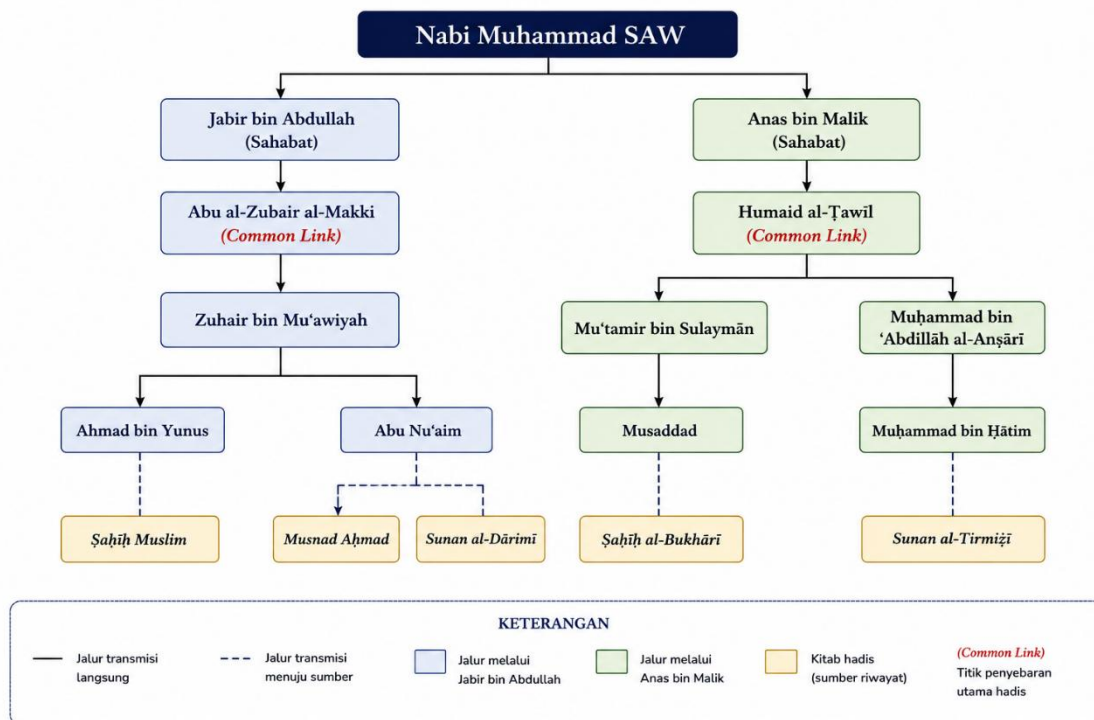 Nabi Muhammad SAW
Jabir bin Abdullah
(Sahabat)
Anas bin Malik
(Sahabat)
Abu al-Zubair al-Makki
(Common Link)
Humaid al-Ṭawīl
(Common Link)
Zuhair bin Mu‘awiyah
Mu‘tamir bin Sulaymān
Muḥammad bin
‘Abdillāh al-Anṣārī
Ahmad bin Yunus
Abu Nu‘aim
Musaddad
Muḥammad bin Ḥātim
Ṣaḥīḥ Muslim
Musnad Aḥmad
Sunan al-Dārimī
Ṣaḥīḥ al-Bukhārī
Sunan al-Tirmiżī
KETERANGAN
Jalur transmisi
langsung
Jalur transmisi
menuju sumber
Jalur melalui
Jabir bin Abdullah
Jalur melalui
Anas bin Malik
Kitab hadis
(sumber riwayat)
(Common Link)
Titik penyebaran
utama hadis